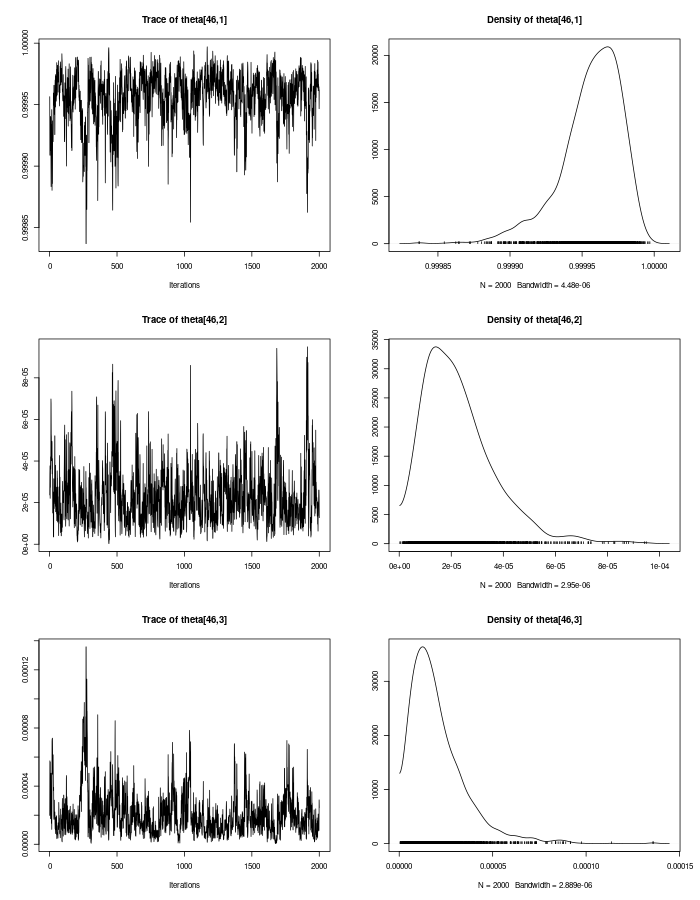 Trace of theta[46,1]
Density of theta[46,1]
0.99985 0.99990 0.99995 1.00000
0 500 1000 1500 2000
Iterations
0 5000 10000 15000 20000
0.99985 0.99990 0.99995 1.00000
N = 2000 Bandwidth = 4.48e-06
Trace of theta[46,2]
Density of theta[46,2]
0e+00 2e-05 4e-05 6e-05 8e-05
0 500 1000 1500 2000
Iterations
0 5000 10000 15000 20000 25000 30000 35000
0e+00 2e-05 4e-05 6e-05 8e-05 1e-04
N = 2000 Bandwidth = 2.95e-06
Trace of theta[46,3]
Density of theta[46,3]
0.00000 0.00004 0.00008 0.00012
0 500 1000 1500 2000
Iterations
0 10000 20000 30000
0.00000 0.00005 0.00010 0.00015
N = 2000 Bandwidth = 2.889e-06